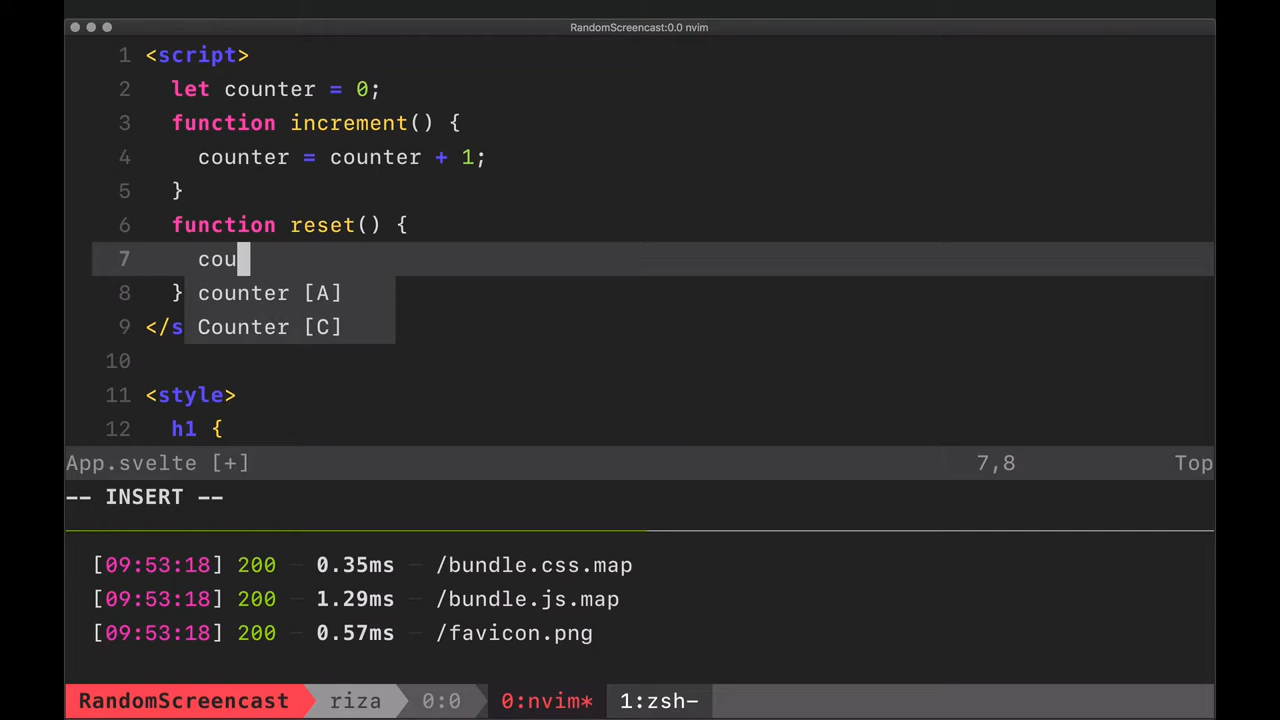 RandomScreencast:0.0 nvim
1 <script>
2 let counter = 0;
3 function increment() {
4 counter = counter + 1;
5 }
6 function reset() {
7 cou
8 } counter [A]
9 </s Counter [C]
10
11 <style>
12 h1 {
App.svelte [+] 7,8 Top
-- INSERT --
[09:53:18] 200 — 0.35ms — /bundle.css.map
[09:53:18] 200 — 1.29ms — /bundle.js.map
[09:53:18] 200 — 0.57ms — /favicon.png
RandomScreencast riza 0:0 0:nvim* 1:zsh-